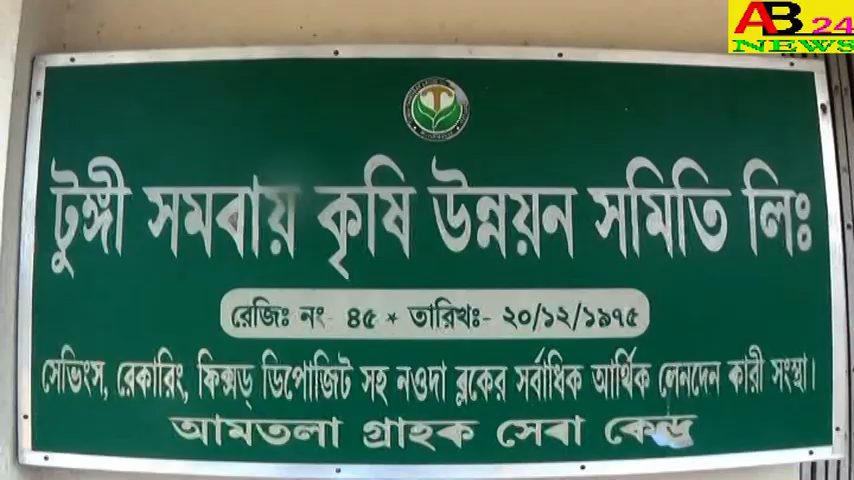 AB 24
NEWS
টুঙ্গী সমবায় কৃষি উন্নয়ন সমিতি লিঃ
রেজিঃ নং- ৪৫ * তারিখঃ- ২০/১২/১৯৭৫
সেভিংস, রেকারিং, ফিক্সড্ ডিপোজিট সহ নওদা ব্লকের সর্বাধিক আর্থিক লেনদেন কারী সংস্থা।
আমতলা গ্রাহক সেবা কেন্দ্র